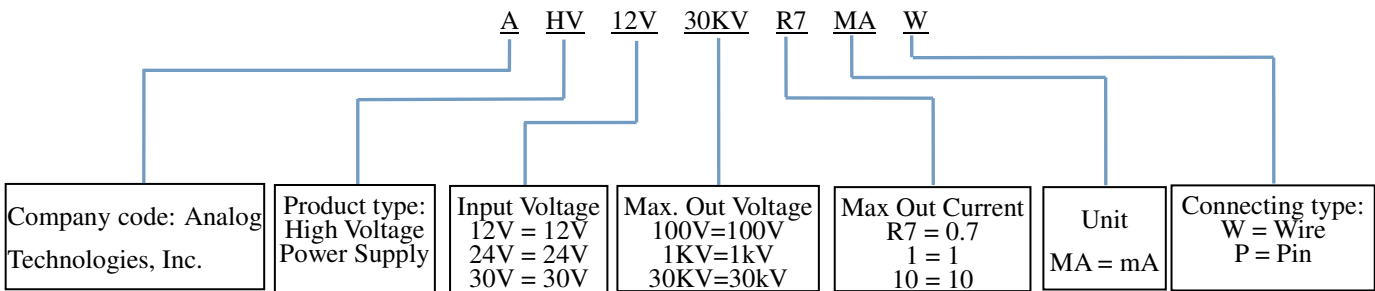 A HV 12V 30KV R7 MA W
Company code: Analog
Technologies, Inc.
Product type:
High Voltage
Power Supply
Input Voltage
12V = 12V
24V = 24V
30V = 30V
Max. Out Voltage
100V=100V
1KV=1kV
30KV=30kV
Max Out Current
R7 = 0.7
1 = 1
10 = 10
Unit
MA = mA
Connecting type:
W = Wire
P = Pin